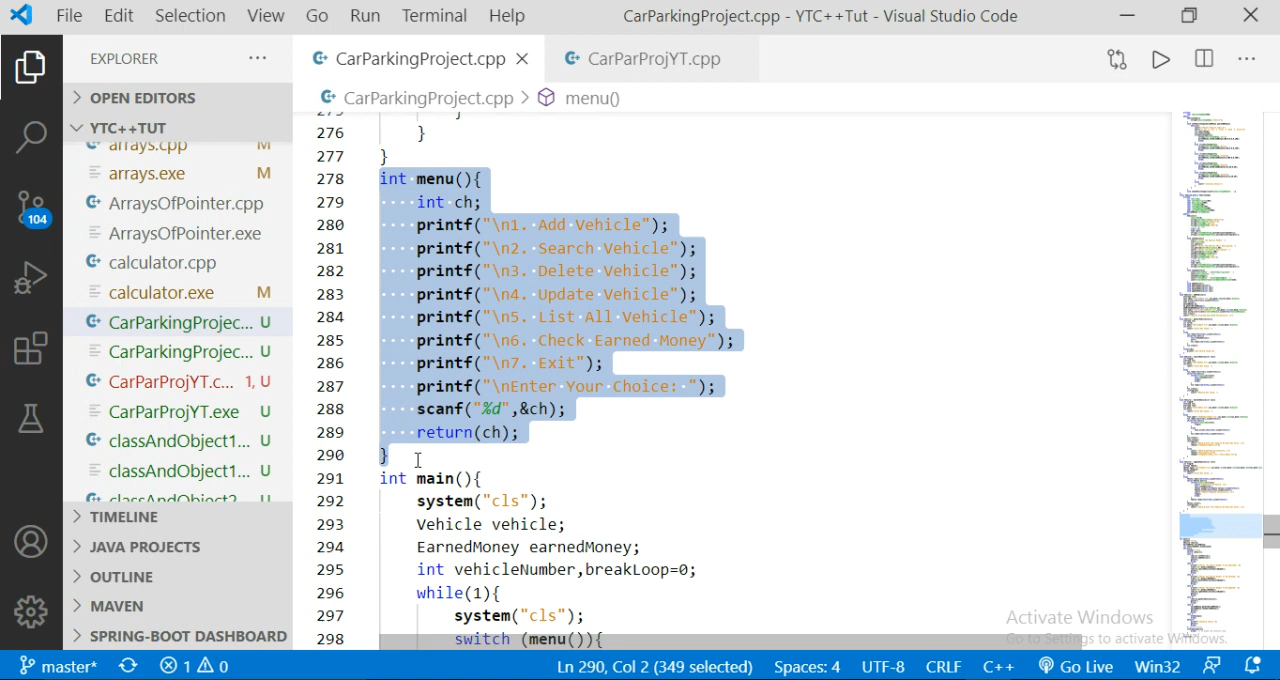 File Edit Selection View Go Run Terminal Help CarParkingProject.cpp - YTC++Tut - Visual Studio Code
EXPLORER ··· CarParkingProject.cpp CarParProjYT.cpp
OPEN EDITORS
CarParkingProject.cpp > menu()
YTC++TUT
arrays.cpp M
arrays.exe M
ArraysOfPointer.cpp
ArraysOfPointer.exe
calculator.cpp
calculator.exe M
CarParkingProjec... U
CarParkingProjec... U
CarParProjYT.c... 1, U
CarParProjYT.exe U
classAndObject1... U
classAndObject1... U
classAndObject2 U
TIMELINE
JAVA PROJECTS
OUTLINE
MAVEN
SPRING-BOOT DASHBOARD
104
275 }
276 }
277 }
278 int menu(){
279 int ch;
280 printf("\n1. Add Vehicle");
281 printf("\n2. Search Vehicle");
282 printf("\n3. Delete Vehicle");
283 printf("\n4. Update Vehicle");
284 printf("\n5. List All Vehicle");
285 printf("\n6. Check Earned Money");
286 printf("\n7. Exit");
287 printf("\nEnter Your Choice: ");
288 scanf("%d",&ch);
289 return(ch);
290 }
291 int main(){
292 system("cls");
293 Vehicle vehicle;
294 EarnedMoney earnedMoney;
295 int vehicleNumber,breakLoop=0;
296 while(1){
297 system("cls");
298 switch (menu()){
Activate Windows
Go to Settings to activate Windows.
master* 1 0 Ln 290, Col 2 (349 selected) Spaces: 4 UTF-8 CRLF C++ Go Live Win32